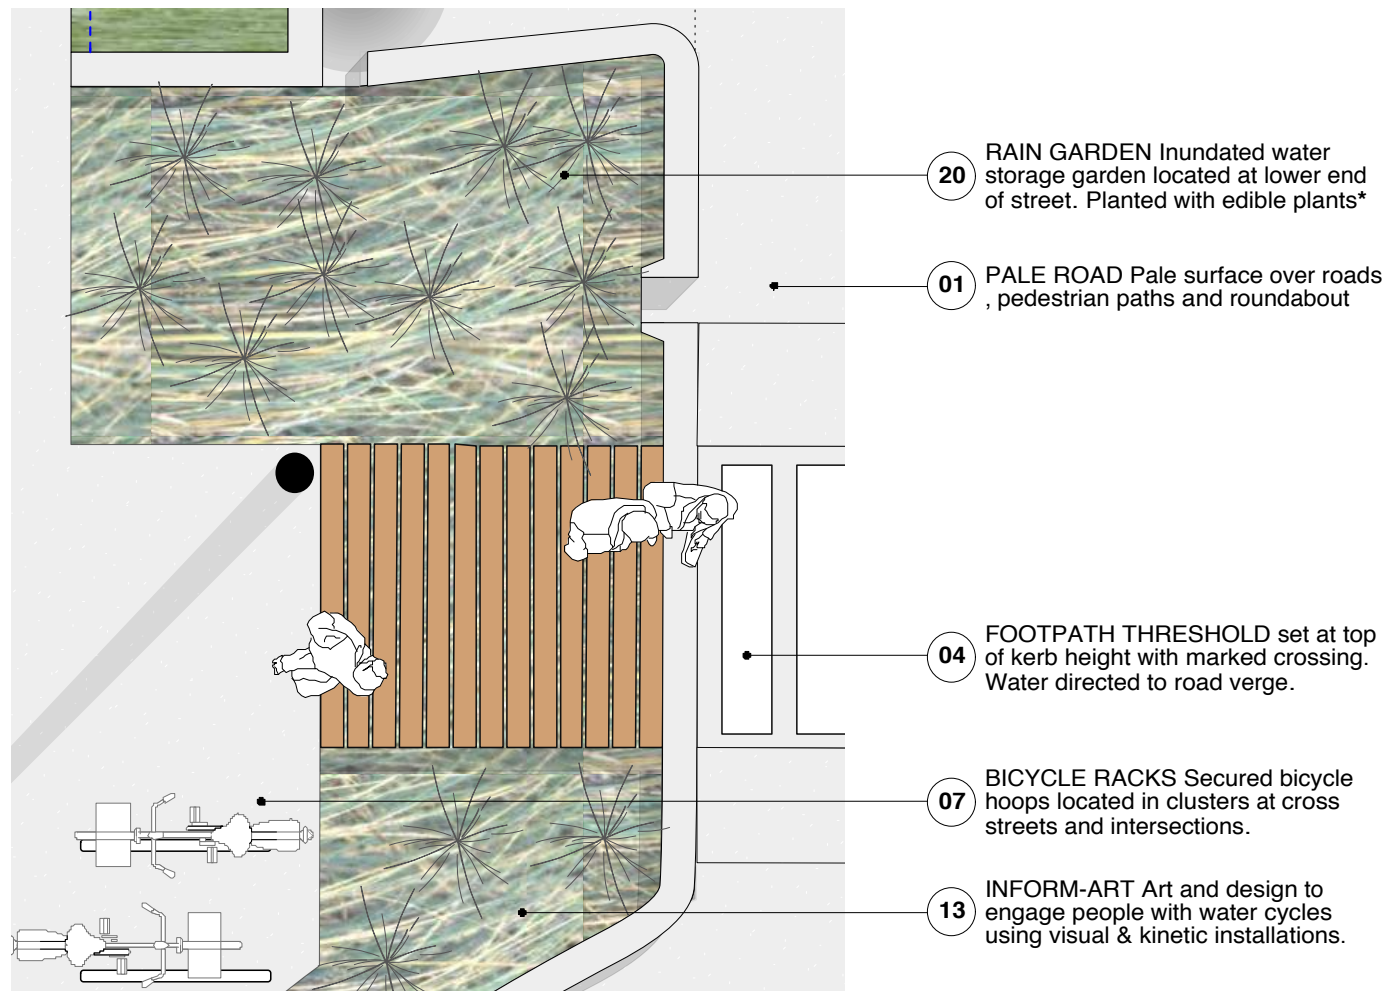 20
RAIN GARDEN Inundated water
storage garden located at lower end
of street. Planted with edible plants*
01
PALE ROAD Pale surface over roads
, pedestrian paths and roundabout
04
FOOTPATH THRESHOLD set at top
of kerb height with marked crossing.
Water directed to road verge.
07
BICYCLE RACKS Secured bicycle
hoops located in clusters at cross
streets and intersections.
13
INFORM-ART Art and design to
engage people with water cycles
using visual & kinetic installations.